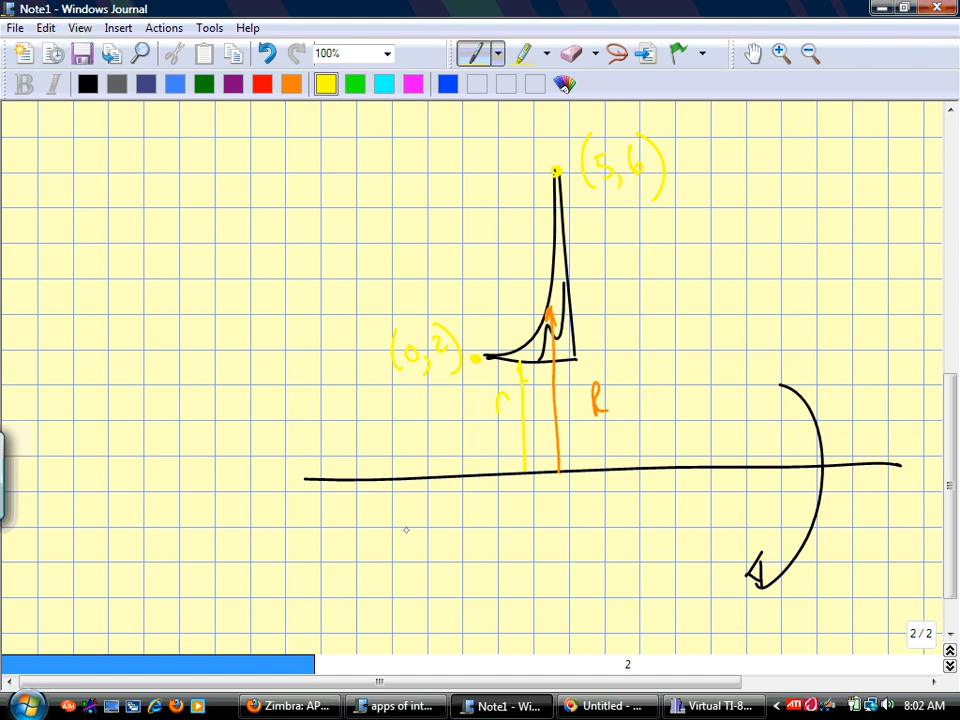 Note1 - Windows Journal
File Edit View Insert Actions Tools Help
100%
B I
(5,6)
(0,2)
r
R
2/2
2
Zimbra: AP...
apps of int...
Note1 - Wi...
Untitled - ...
Virtual TI-8...
8:02 AM